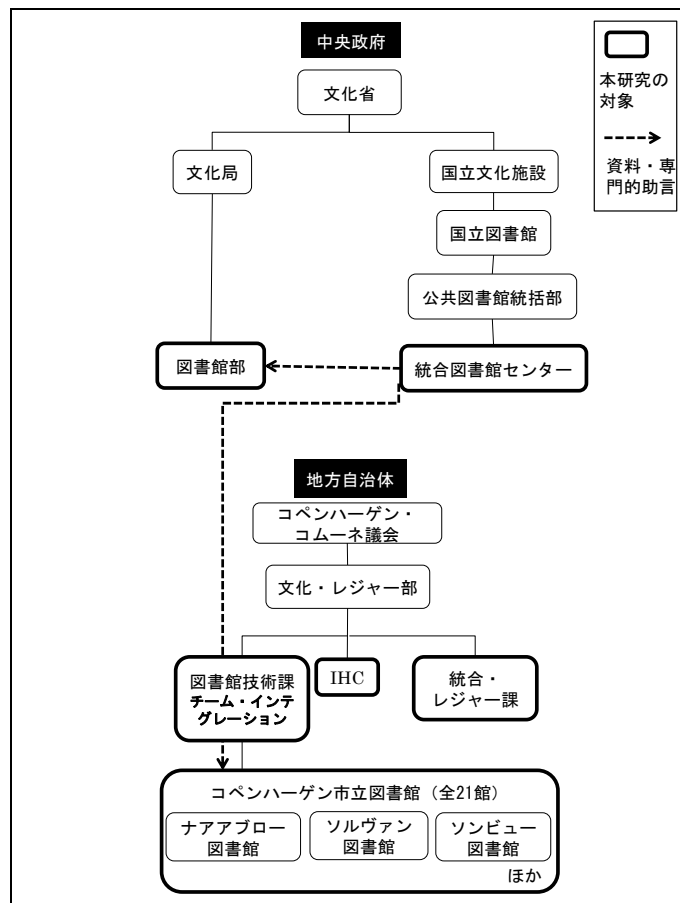 中央政府
本研究の
対象
資料・専
門的助言
文化省
文化局
国立文化施設
国立図書館
公共図書館統括部
図書館部
統合図書館センター
地方自治体
コペンハーゲン・
コムーネ議会
文化・レジャー部
図書館技術課
チーム・インテ
グレーション
IHC
統合・
レジャー課
コペンハーゲン市立図書館（全21館）
ナアアブロー
図書館
ソルヴァン
図書館
ソンビュー
図書館
ほか